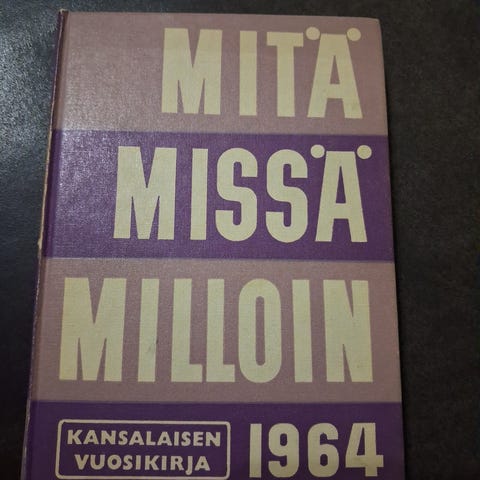 MITÄ
MISSÄ
MILLOIN
KANSALAISEN
VUOSIKIRJA
1964